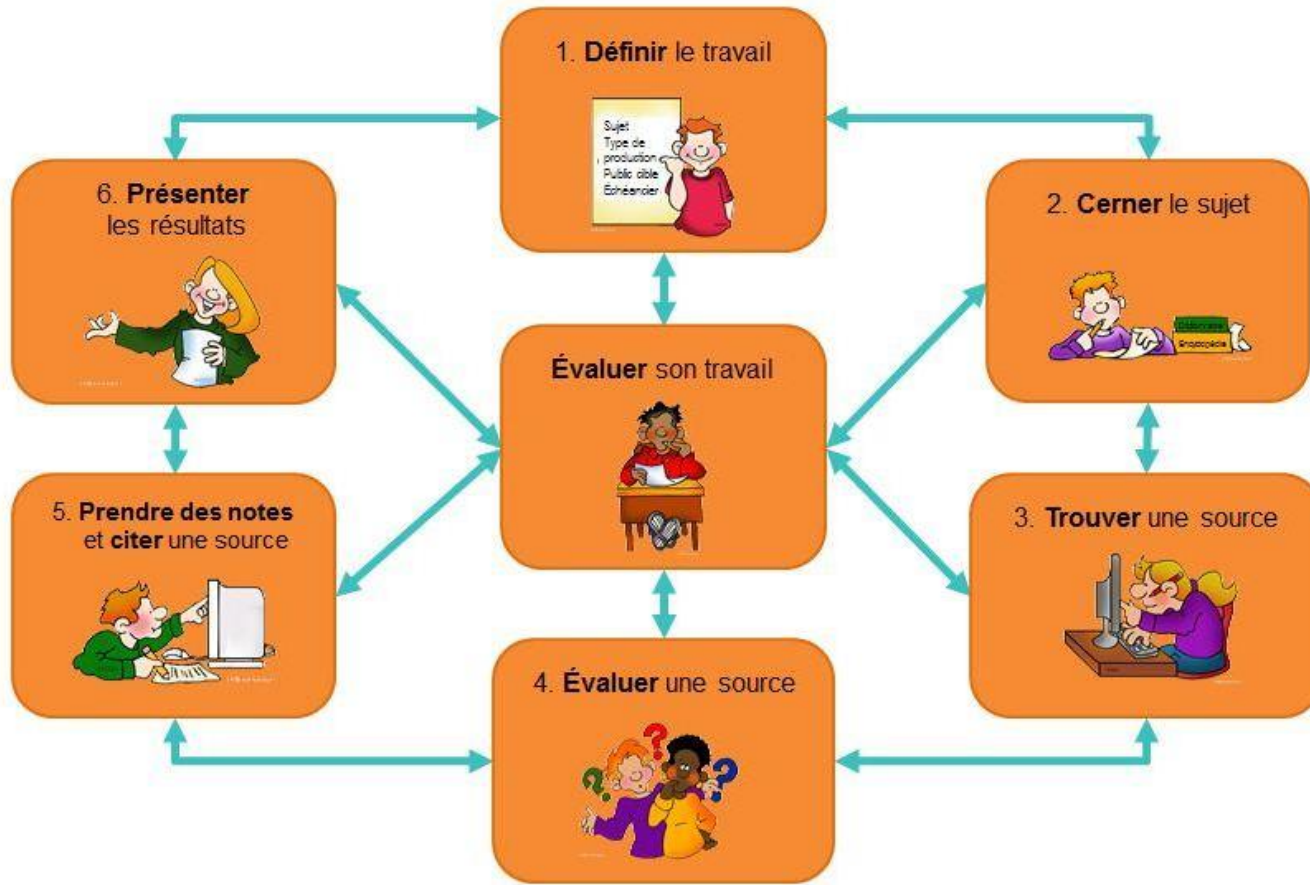 1. Définir le travail
Sujet
Type de
production
Public cible
Échéancier
6. Présenter
les résultats
2. Cerner le sujet
Encyclopédie
Évaluer son travail
5. Prendre des notes
et citer une source
3. Trouver une source
4. Évaluer une source